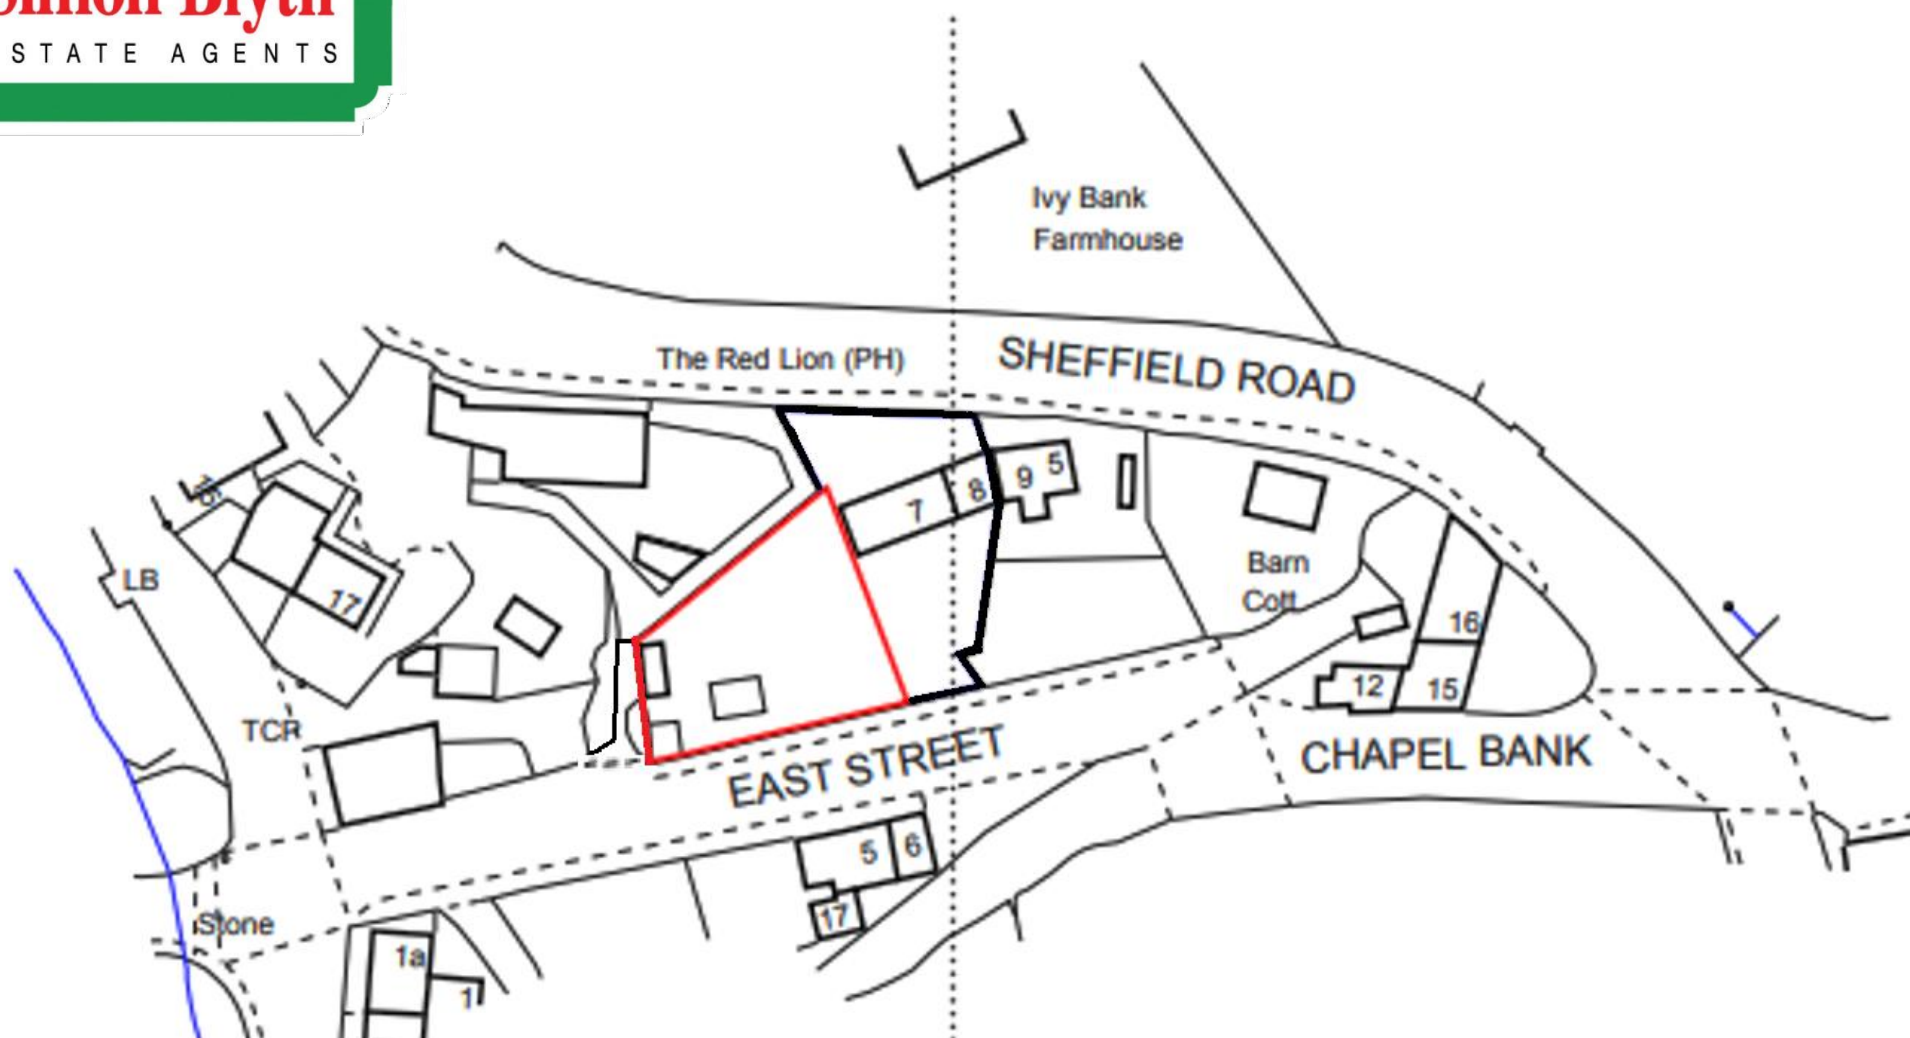 STATE AGENTS
Ivy Bank
Farmhouse
The Red Lion (PH)
SHEFFIELD ROAD
9
5
8
7
16
Barn
Cott
LB
17
16
12
15
TCR
EAST STREET
CHAPEL BANK
5
6
17
Stone
1a
1